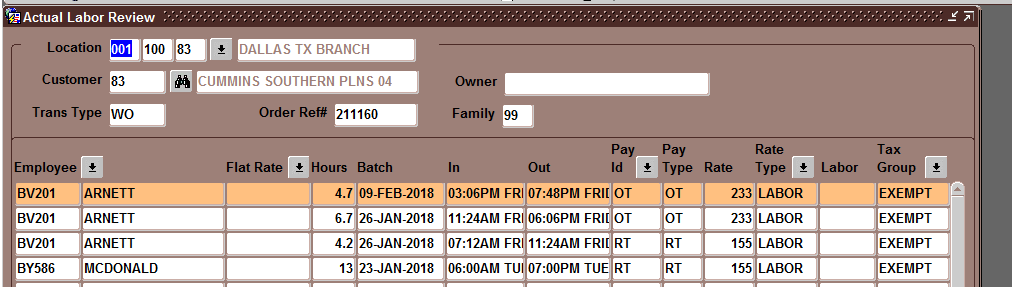 Actual Labor Review
Location 001 100 83 DALLAS TX BRANCH
Customer 83 CUMMINS SOUTHERN PLNS 04 Owner
Trans Type WO Order Ref# 211160 Family 99
Employee Flat Rate Hours Batch In Out Pay Id Pay Type Rate Rate Type Labor Tax Group
BV201 ARNETT 4.7 09-FEB-2018 03:06PM FRI 07:48PM FRID OT OT 233 LABOR EXEMPT
BV201 ARNETT 6.7 26-JAN-2018 11:24AM FRI 06:06PM FRID OT OT 233 LABOR EXEMPT
BV201 ARNETT 4.2 26-JAN-2018 07:12AM FRI 11:24AM FRID RT RT 155 LABOR EXEMPT
BY586 MCDONALD 13 23-JAN-2018 06:00AM TUE 07:00PM TUE RT RT 155 LABOR EXEMPT